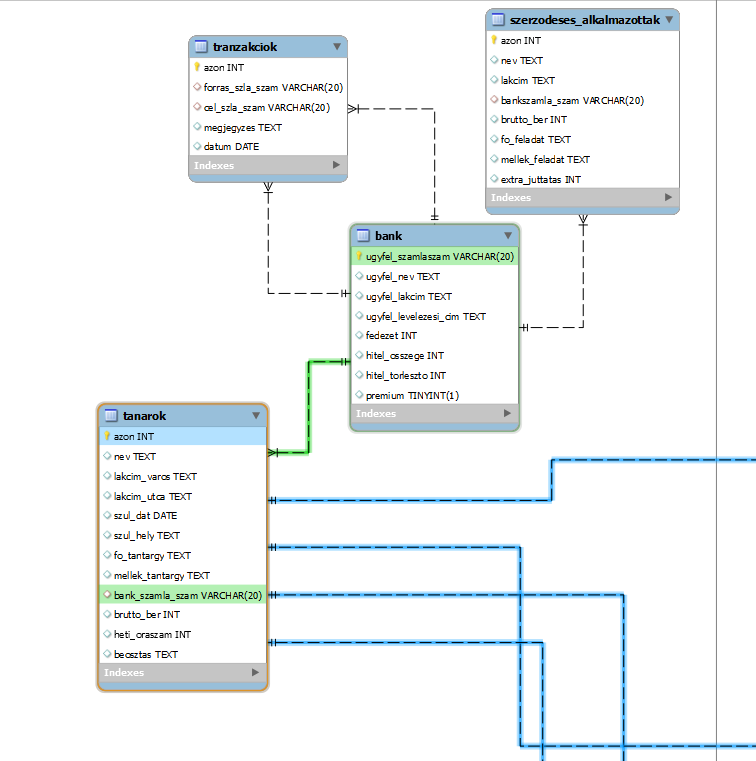 tranzakciok
azon INT
forras_szla_szam VARCHAR(20)
cel_szla_szam VARCHAR(20)
megjegyzes TEXT
datum DATE
Indexes
szerzodeses_alkalmazottak
azon INT
nev TEXT
lakcim TEXT
bankszamla_szam VARCHAR(20)
brutto_ber INT
fo_feladat TEXT
mellek_feladat TEXT
extra_juttatas INT
Indexes
bank
ugyfel_szamlaszam VARCHAR(20)
ugyfel_nev TEXT
ugyfel_lakcim TEXT
ugyfel_levelezesi_cim TEXT
fedezet INT
hitel_osszege INT
hitel_torleszto INT
premium TINYINT(1)
Indexes
tanarok
azon INT
nev TEXT
lakcim_varos TEXT
lakcim_utca TEXT
szul_dat DATE
szul_hely TEXT
fo_tantargy TEXT
mellek_tantargy TEXT
bank_szamla_szam VARCHAR(20)
brutto_ber INT
heti_oraszam INT
beosztas TEXT
Indexes